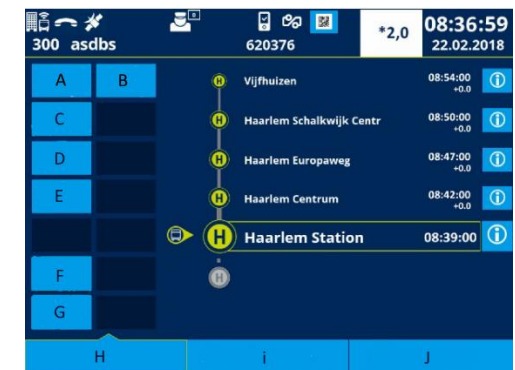 300 asdbs
620376
*2,0
08:36:59
22.02.2018
A B
C
D
E
F
G
H Vijfhuizen 08:54:00
+0.0
H Haarlem Schalkwijk Centr 08:50:00
+0.0
H Haarlem Europaweg 08:47:00
+0.0
H Haarlem Centrum 08:42:00
+0.0
H Haarlem Station 08:39:00
H
H i J